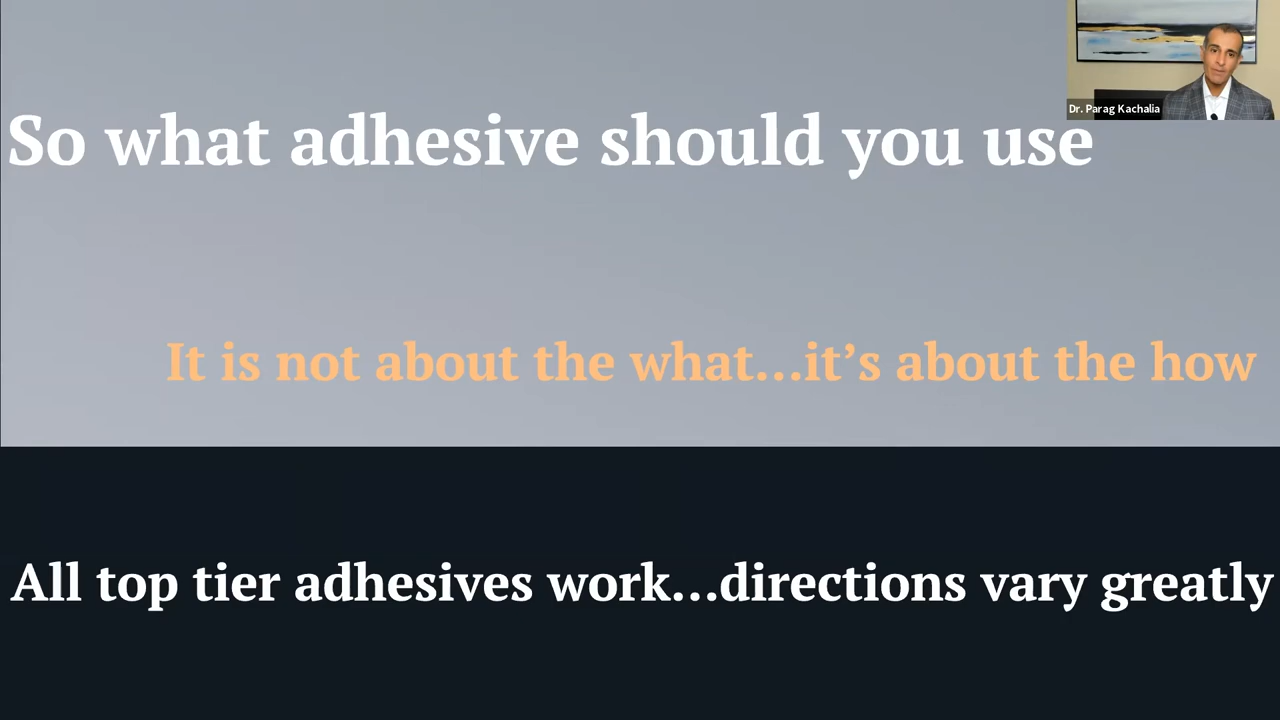 Dr. Parag Kachalia
So what adhesive should you use
It is not about the what...it’s about the how
All top tier adhesives work...directions vary greatly